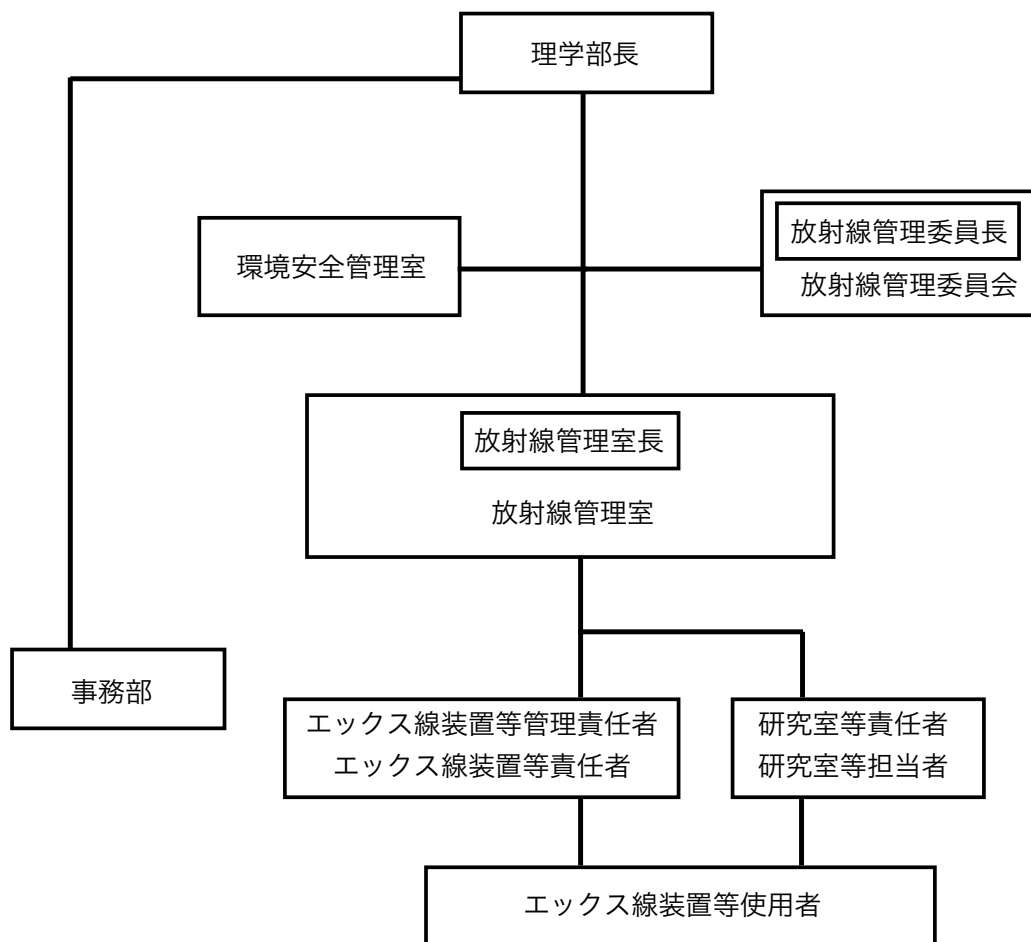 理学部長
環境安全管理室
放射線管理委員長
放射線管理委員会
放射線管理室長
放射線管理室
事務部
エックス線装置等管理責任者
エックス線装置等責任者
研究室等責任者
研究室等担当者
エックス線装置等使用者